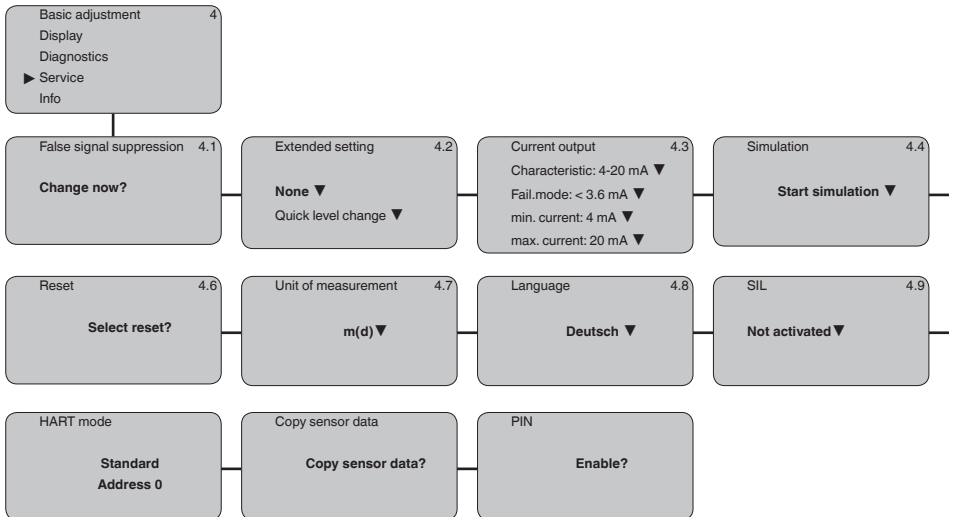 Basic adjustment 4
Display
Diagnostics
▶ Service
Info
False signal suppression 4.1
Change now?
Extended setting 4.2
None ▼
Quick level change ▼
Current output 4.3
Characteristic: 4-20 mA ▼
Fail.mode: < 3.6 mA ▼
min. current: 4 mA ▼
max. current: 20 mA ▼
Simulation 4.4
Start simulation ▼
Reset 4.6
Select reset?
Unit of measurement 4.7
m(d) ▼
Language 4.8
Deutsch ▼
SIL 4.9
Not activated ▼
HART mode
Standard
Address 0
Copy sensor data
Copy sensor data?
PIN
Enable?